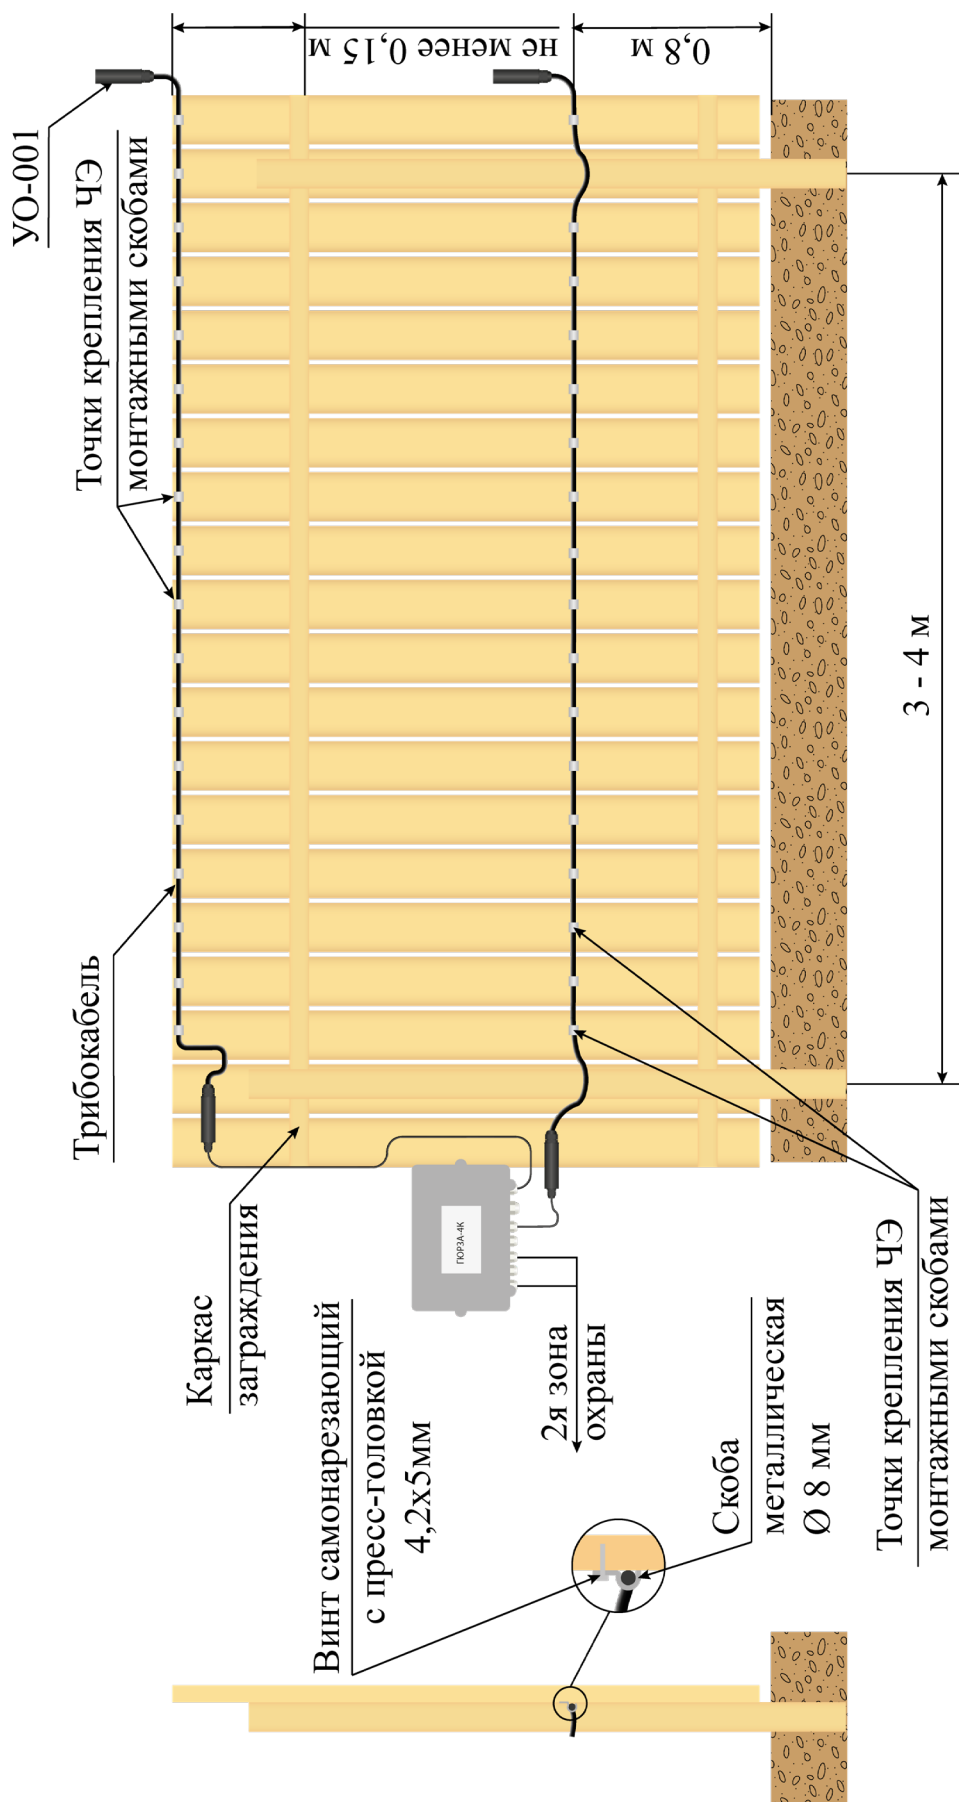 УО-001
Точки крепления ЧЭ
монтажными скобами
Трибокабель
Каркас
заграждения
не менее 0,15 м
0,8 м
3 - 4 м
ГЮРЗА-4К
2я зона
охраны
Винт самонарезающий
с пресс-головкой
4,2х5мм
Скоба
металлическая
Ø 8 мм
Точки крепления ЧЭ
монтажными скобами